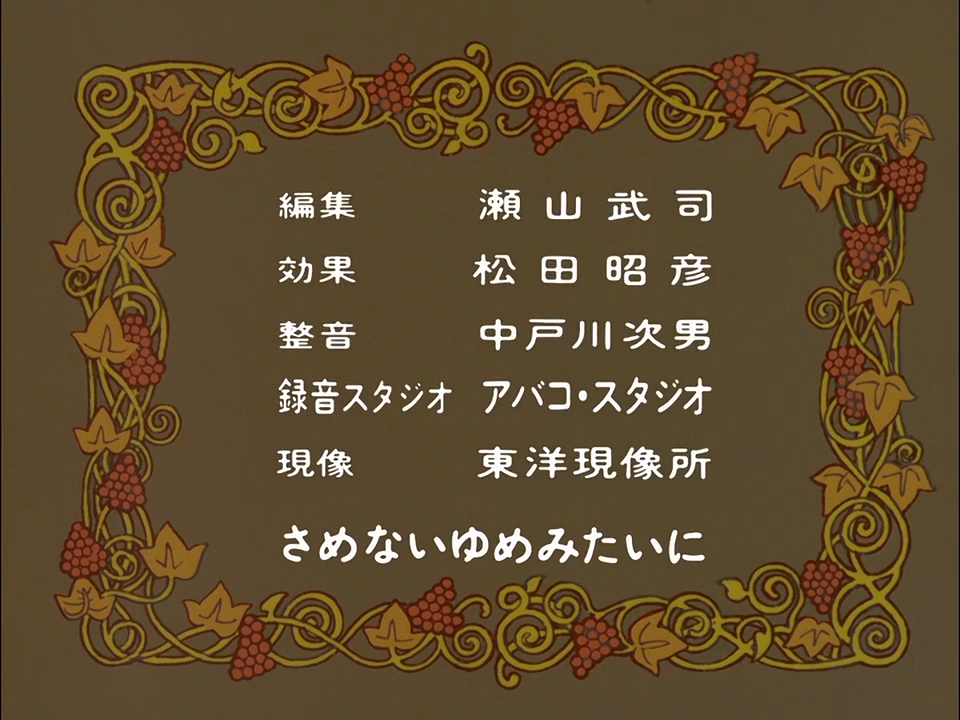 編集 瀬山武司
効果 松田昭彦
整音 中戸川次男
録音スタジオ アバコ・スタジオ
現像 東洋現像所
さめないゆめみたいに